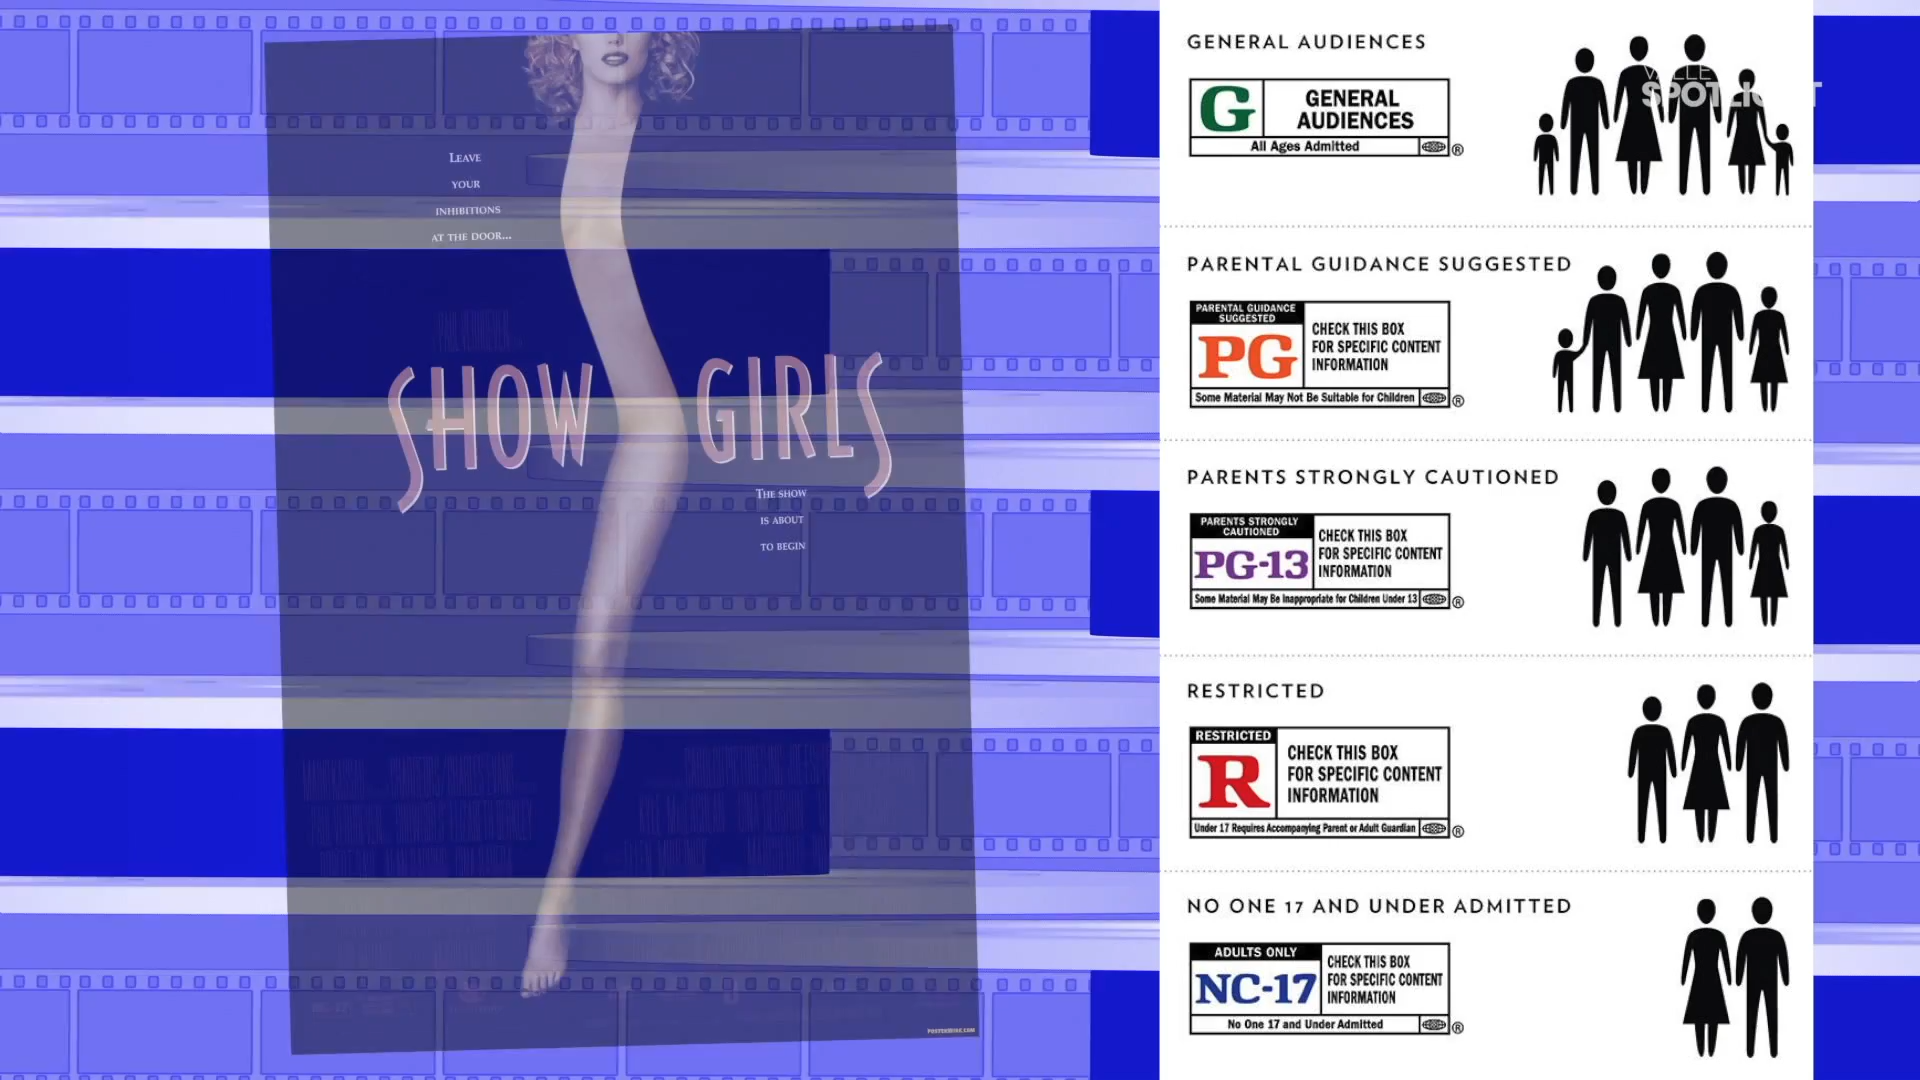 LEAVE
YOUR
INHIBITIONS
AT THE DOOR...
SHOWGIRLS
THE SHOW
IS ABOUT
TO BEGIN
POSTERWIRE.COM
GENERAL AUDIENCES
G
GENERAL
AUDIENCES
All Ages Admitted
®
SPOTLIGHT
PARENTAL GUIDANCE SUGGESTED
PARENTAL GUIDANCE
SUGGESTED
PG
CHECK THIS BOX
FOR SPECIFIC CONTENT
INFORMATION
Some Material May Not Be Suitable for Children
®
PARENTS STRONGLY CAUTIONED
PARENTS STRONGLY
CAUTIONED
PG-13
CHECK THIS BOX
FOR SPECIFIC CONTENT
INFORMATION
Some Material May Be Inappropriate for Children Under 13
®
RESTRICTED
RESTRICTED
R
CHECK THIS BOX
FOR SPECIFIC CONTENT
INFORMATION
Under 17 Requires Accompanying Parent or Adult Guardian
®
NO ONE 17 AND UNDER ADMITTED
ADULTS ONLY
NC-17
CHECK THIS BOX
FOR SPECIFIC CONTENT
INFORMATION
No One 17 and Under Admitted
®